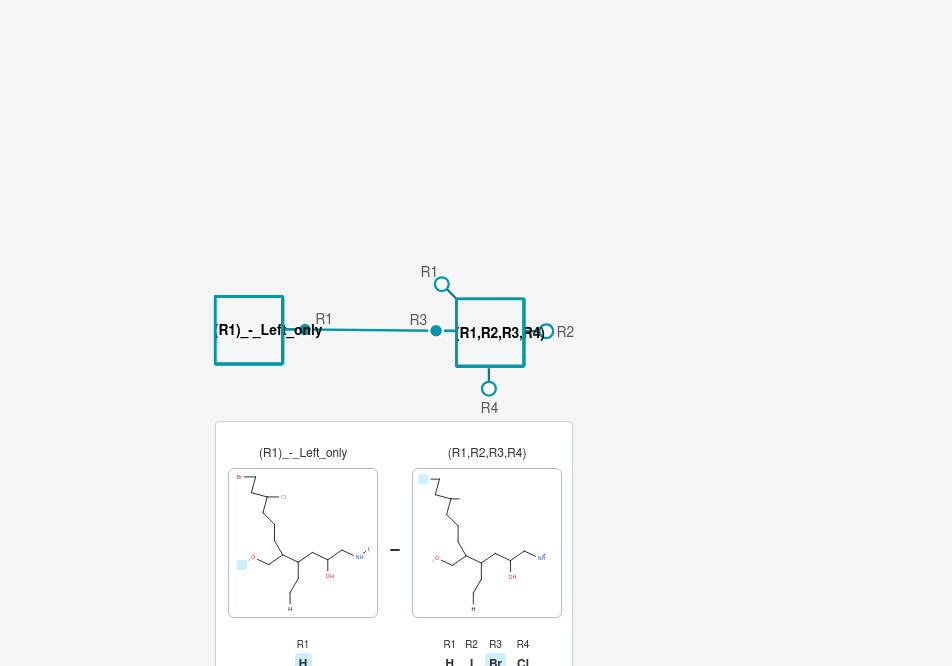 R1
R1
R3
(R1)_-_Left_only
(R1,R2,R3,R4)
R2
R4
(R1)_-_Left_only
(R1,R2,R3,R4)
Br
Cl
O
NH
I
OH
H
O
NH
OH
H
R1
R1 R2 R3 R4
H
H I Br Cl